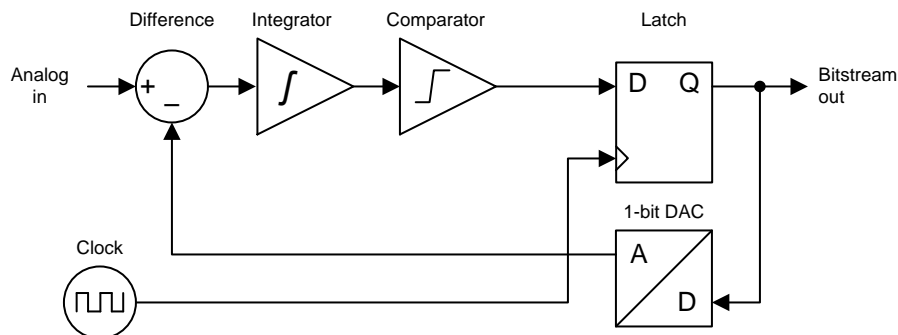 Difference
Integrator
Comparator
Latch
Analog
in
+
−
∫
D
Q
Bitstream
out
1-bit DAC
A
D
Clock